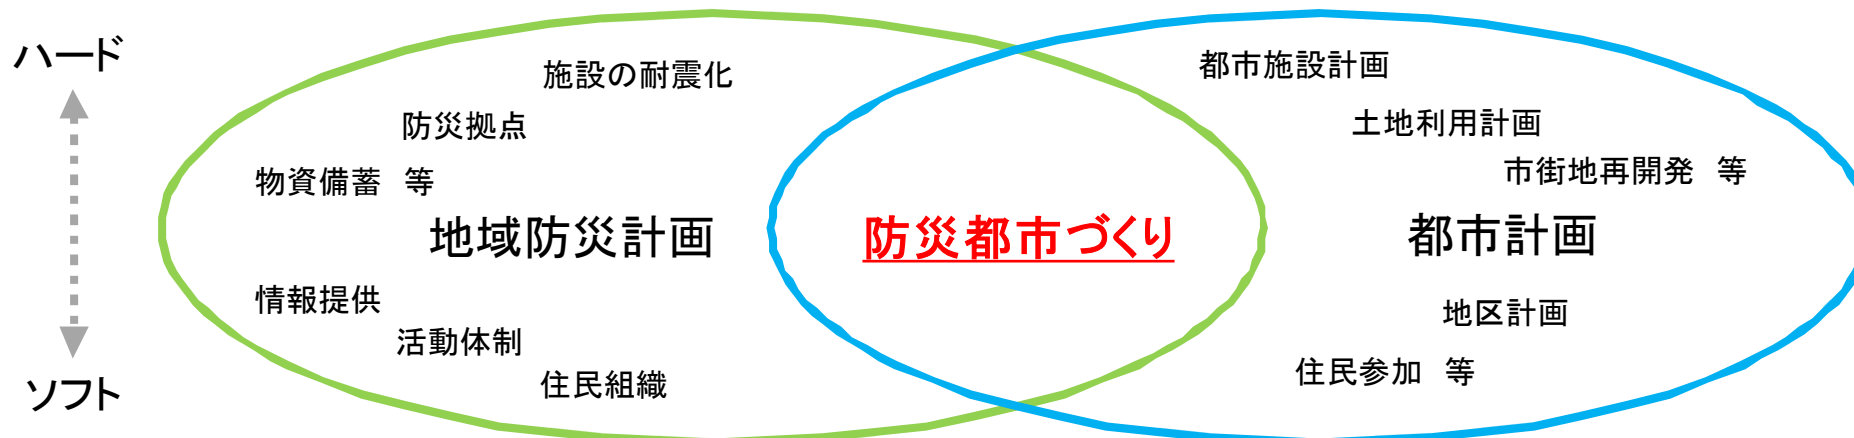 ハード
ソフト
施設の耐震化
防災拠点
物資備蓄　等
地域防災計画
情報提供
活動体制
住民組織
防災都市づくり
都市施設計画
土地利用計画
市街地再開発　等
都市計画
地区計画
住民参加　等